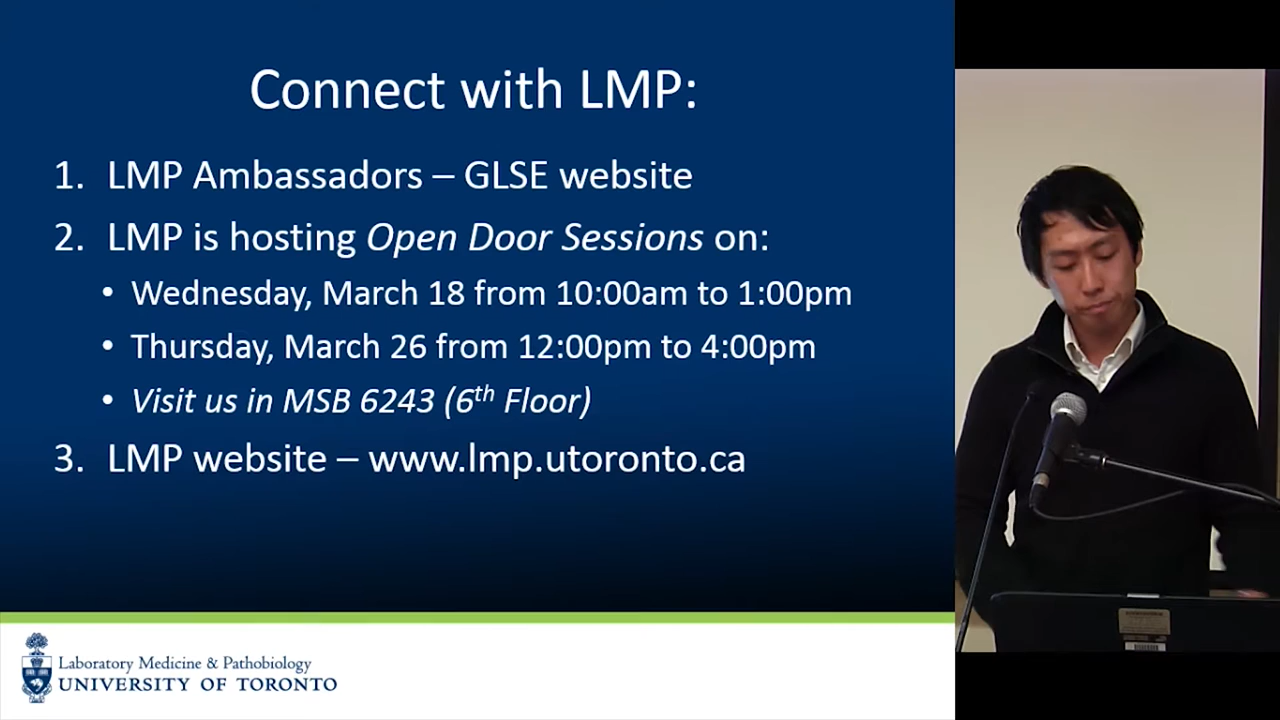 Connect with LMP:
1. LMP Ambassadors – GLSE website
2. LMP is hosting Open Door Sessions on:
• Wednesday, March 18 from 10:00am to 1:00pm
• Thursday, March 26 from 12:00pm to 4:00pm
• Visit us in MSB 6243 (6th Floor)
3. LMP website – www.lmp.utoronto.ca
Laboratory Medicine & Pathobiology
UNIVERSITY OF TORONTO